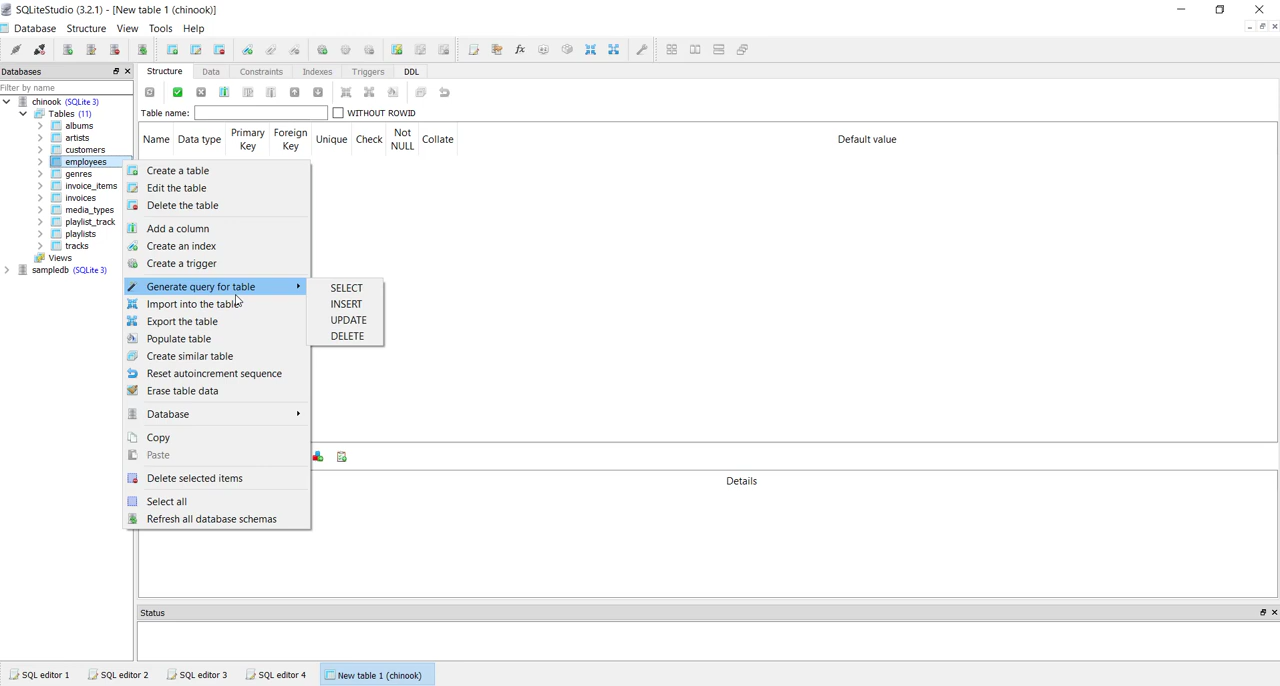 SQLiteStudio (3.2.1) - [New table 1 (chinook)]
Database Structure View Tools Help
Databases
Structure Data Constraints Indexes Triggers DDL
Filter by name
chinook (SQLite 3)
Tables (11)
albums
artists
customers
employees
genres
invoice_items
invoices
media_types
playlist_track
playlists
tracks
Views
sampledb (SQLite 3)
Table name: WITHOUT ROWID
Name Data type Primary Key Foreign Key Unique Check Not NULL Collate Default value
Create a table
Edit the table
Delete the table
Add a column
Create an index
Create a trigger
Generate query for table
Import into the table
Export the table
Populate table
Create similar table
Reset autoincrement sequence
Erase table data
Database
Copy
Paste
Delete selected items
Select all
Refresh all database schemas
SELECT
INSERT
UPDATE
DELETE
Details
Status
SQL editor 1 SQL editor 2 SQL editor 3 SQL editor 4 New table 1 (chinook)